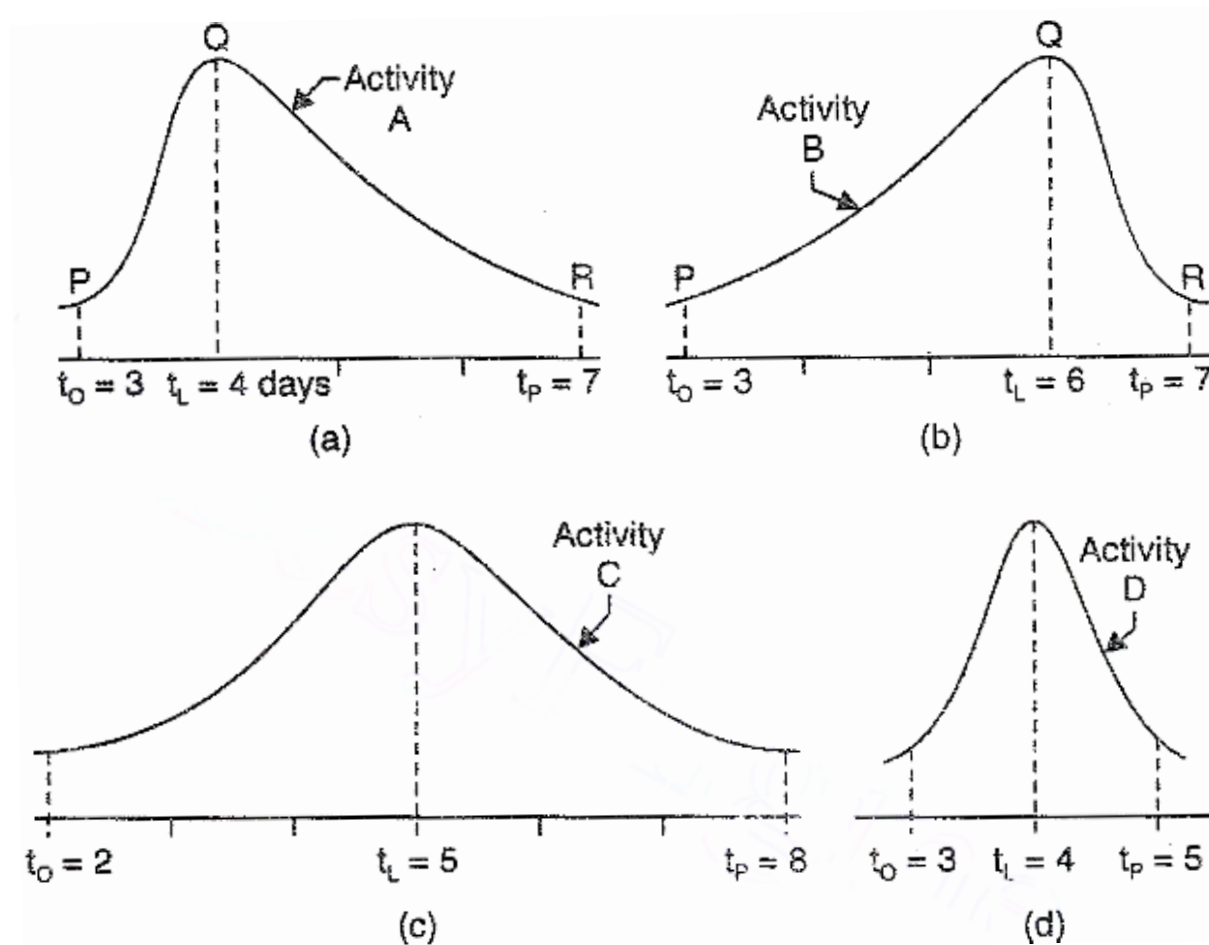 Q
Activity
A
P
R
t_O = 3 t_L = 4 days t_P = 7
(a)
Q
Activity
B
P
R
t_O = 3 t_L = 6 t_P = 7
(b)
Activity
C
t_O = 2 t_L = 5 t_P = 8
(c)
Activity
D
t_O = 3 t_L = 4 t_P = 5
(d)